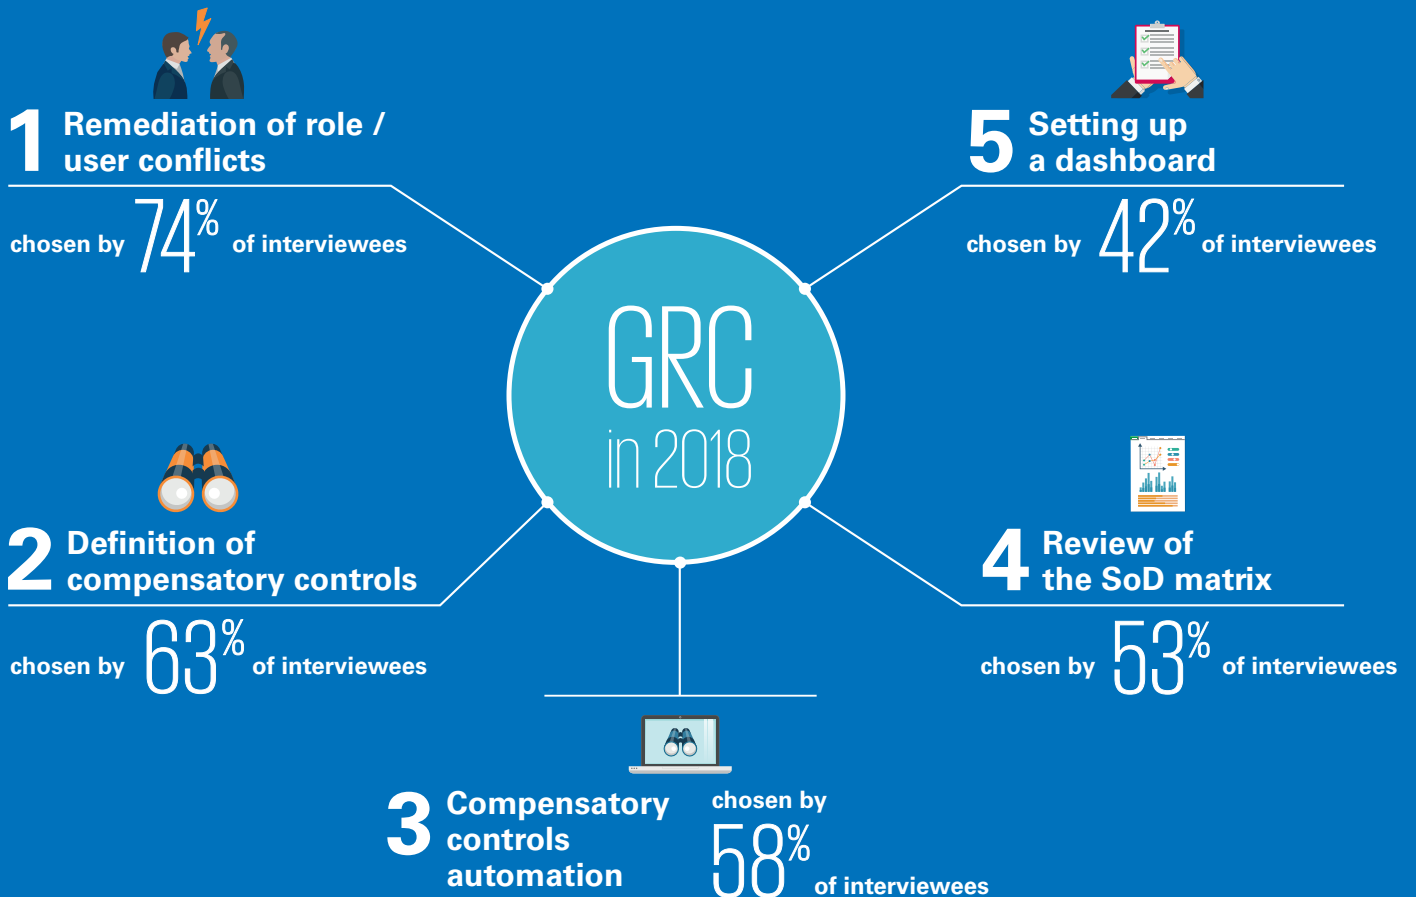 1 Remediation of role /
user conflicts
chosen by 74% of interviewees
2 Definition of
compensatory controls
chosen by 63% of interviewees
3 Compensatory
controls
automation
chosen by
58%
of interviewees
4 Review of
the SoD matrix
chosen by 53% of interviewees
5 Setting up
a dashboard
chosen by 42% of interviewees
GRC
in 2018